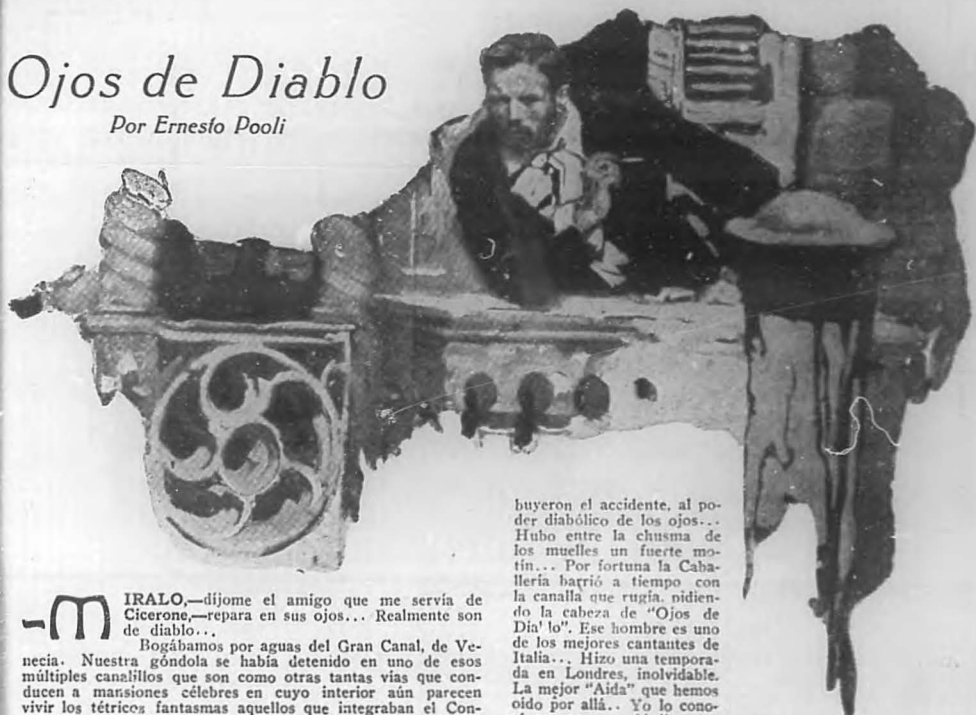 Ojos de Diablo
Por Ernesto Pooli
-MIRALO,—díjome el amigo que me servía de
Cicerone,—repara en sus ojos... Realmente son
de diablo...
Bogábamos por aguas del Gran Canal, de Ve-
necia. Nuestra góndola se había detenido en uno de esos
múltiples canalillos que son como otras tantas vias que con-
ducen a mansiones célebres en cuyo interior aún parecen
vivir los tétricos fantasmas aquellos que integraban el Con-
buyeron el accidente, al po-
der diabólico de los ojos...
Hubo entre la chusma de
los muelles un fuerte mo-
tín... Por fortuna la Caba-
llería barrió a tiempo con
la canalla que rugía, pidien-
do la cabeza de "Ojos de
Dia' lo". Ese hombre es uno
de los mejores cantantes de
Italia... Hizo una tempora-
da en Londres, inolvidable.
La mejor "Aida" que hemos
oido por allá.. Yo lo cono-